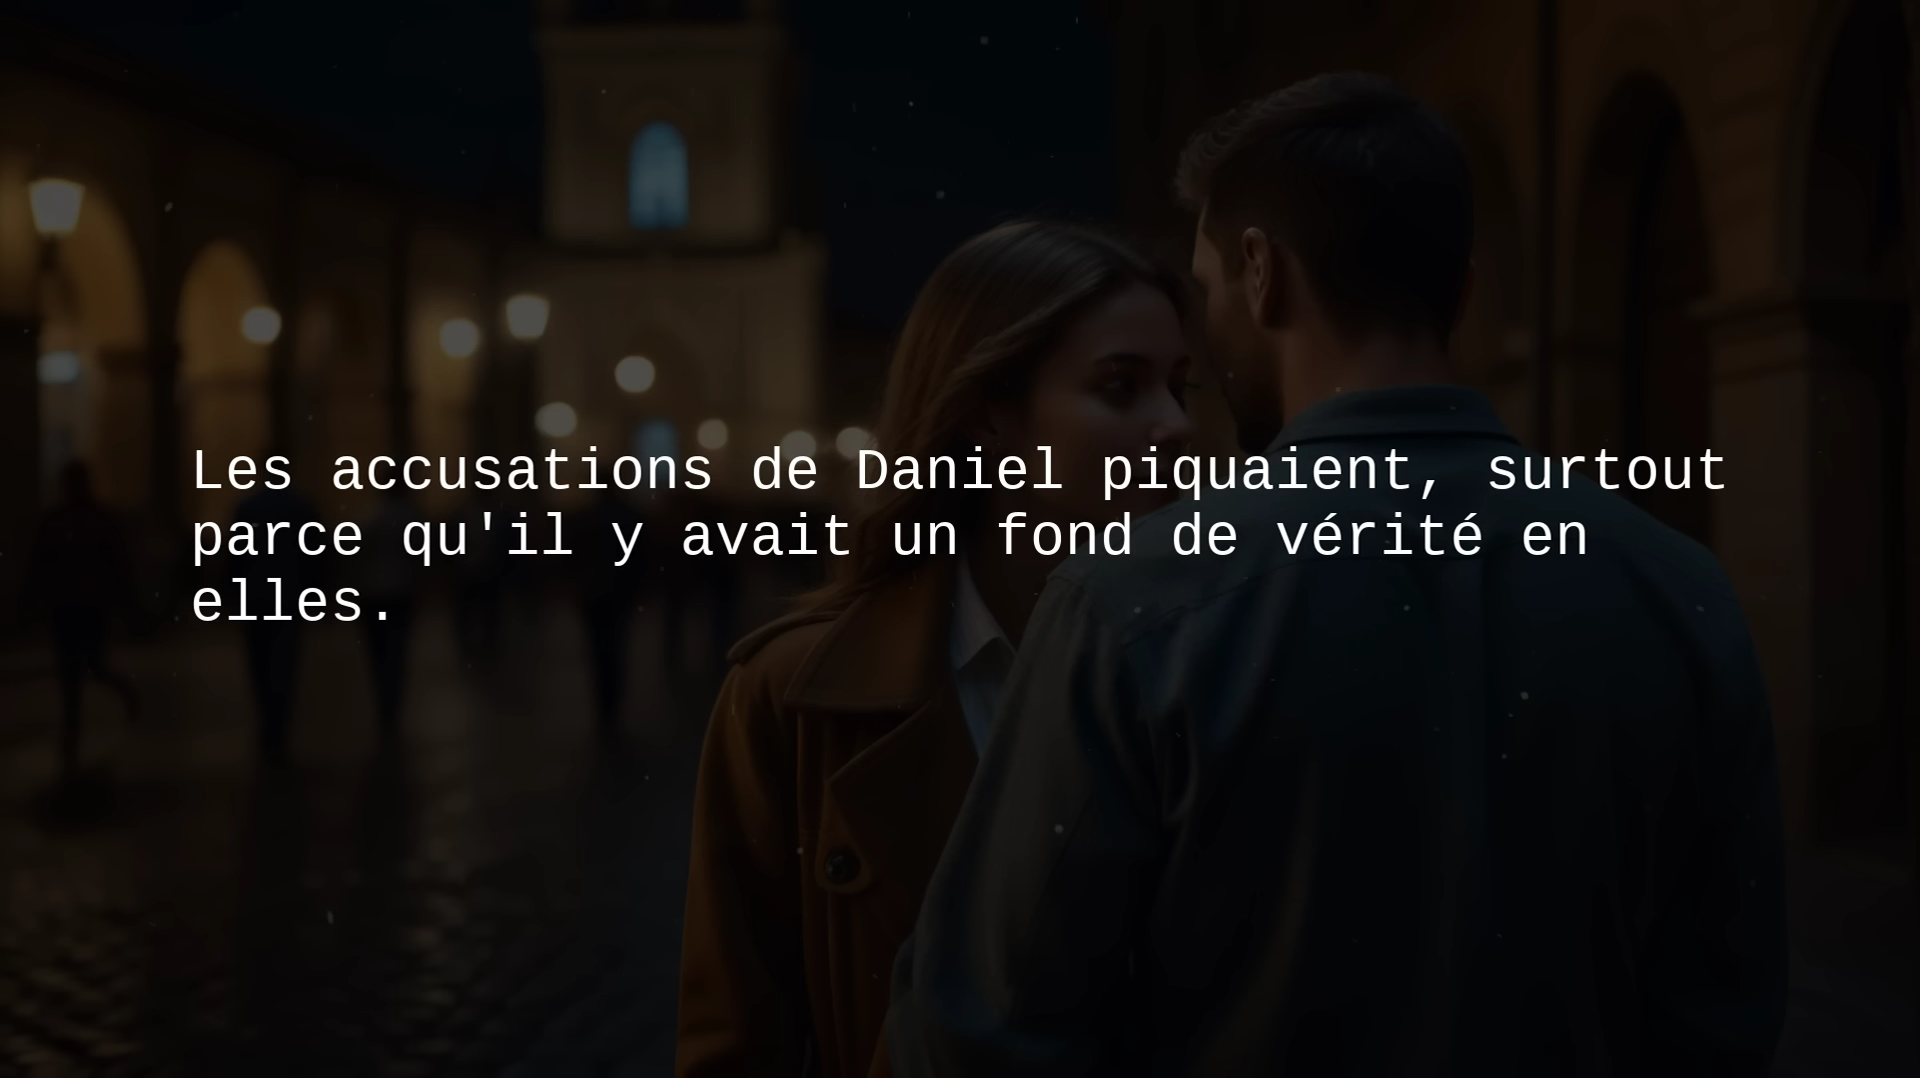 Les accusations de Daniel piquaient, surtout
parce qu'il y avait un fond de vérité en
elles.